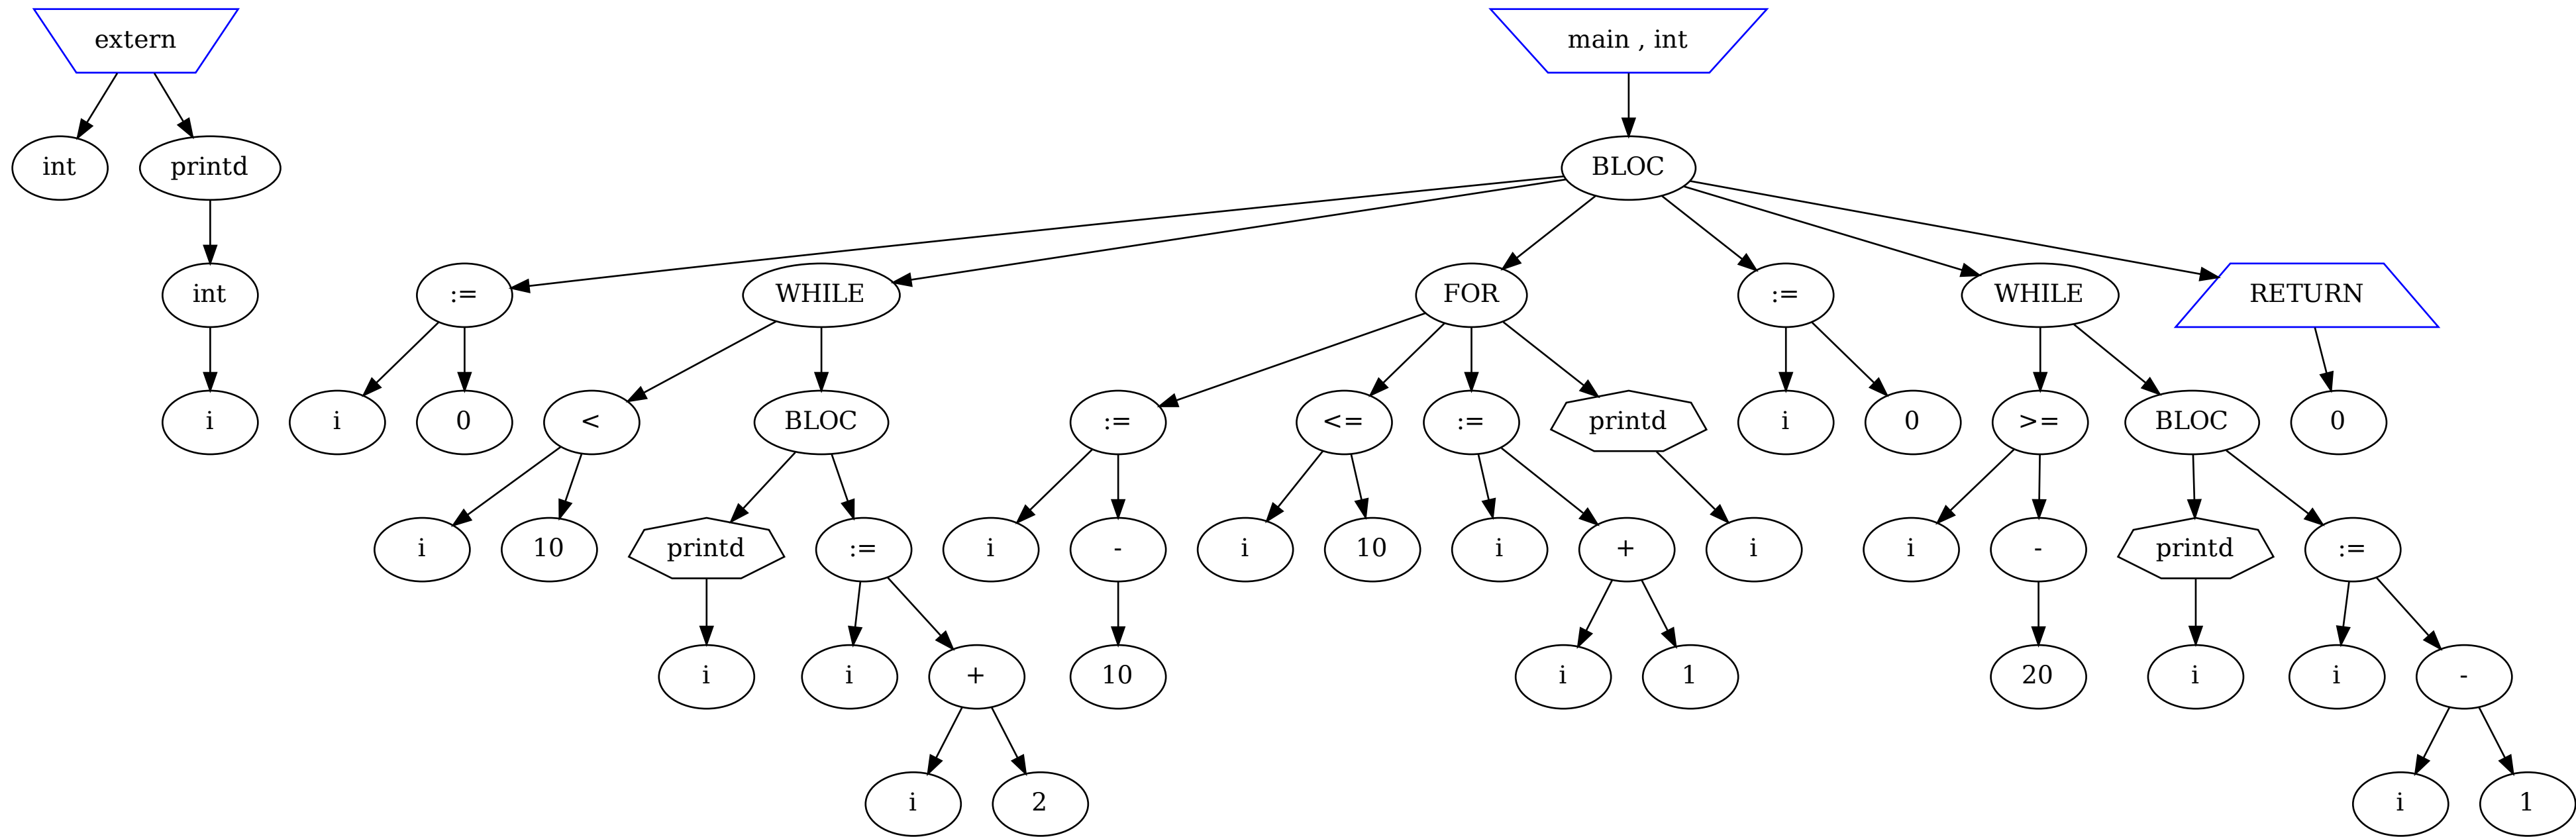 extern
main , int
int
printd
BLOC
int
:=
WHILE
FOR
:=
WHILE
RETURN
i
i
0
<
BLOC
:=
<=
:=
printd
i
0
>=
BLOC
0
i
10
printd
:=
i
-
i
10
i
+
i
i
-
printd
:=
i
i
+
10
i
1
20
i
i
-
i
2
i
1